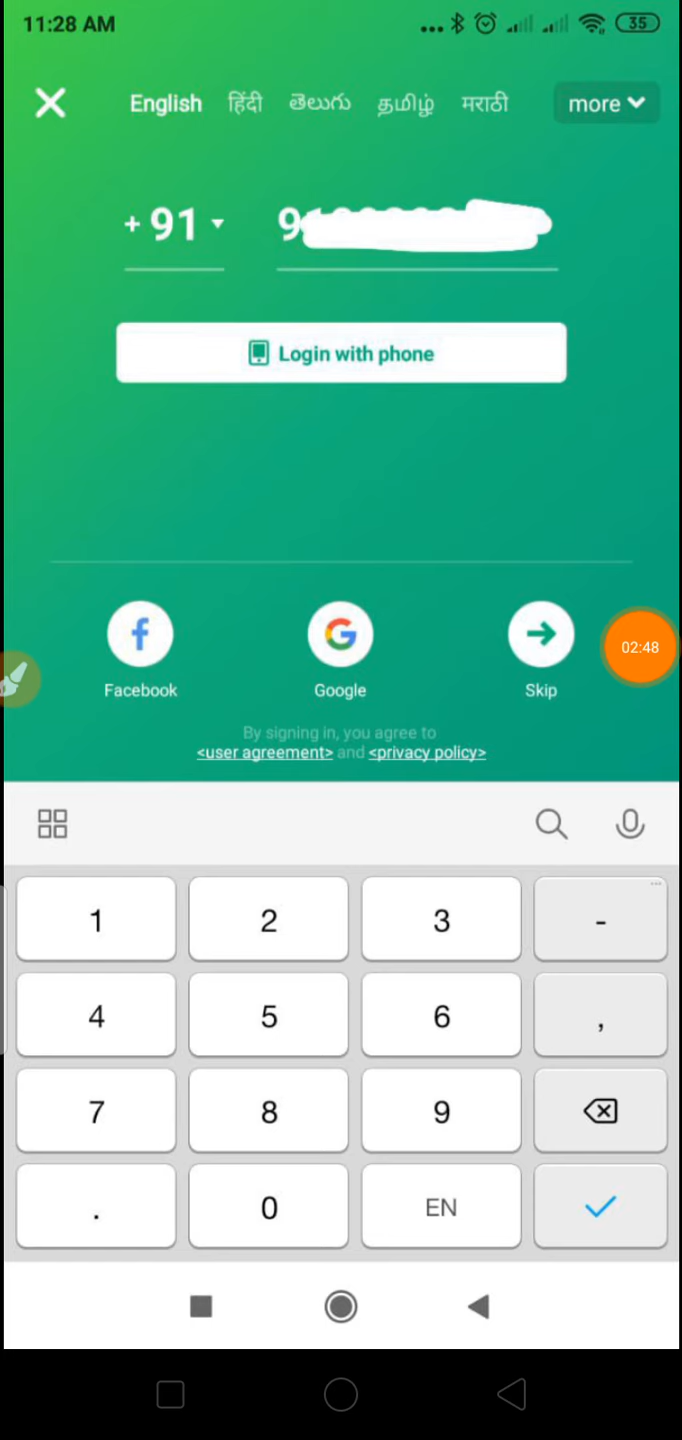 11:28 AM 35
English हिंदी తెలుగు தமிழ் मराठी more
+ 91 9
Login with phone
02:48
Facebook Google Skip
By signing in, you agree to
<user agreement> and <privacy policy>
1 2 3 -
4 5 6 ,
7 8 9
. 0 EN